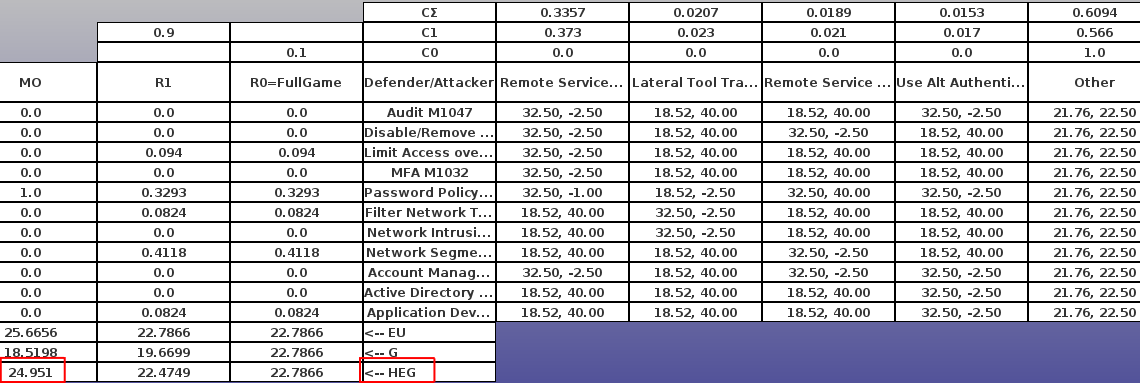 CΣ 0.3357 0.0207 0.0189 0.0153 0.6094
0.9 C1 0.373 0.023 0.021 0.017 0.566
0.1 C0 0.0 0.0 0.0 0.0 1.0
MO R1 R0=FullGame Defender/Attacker Remote Service... Lateral Tool Tra... Remote Service ... Use Alt Authenti... Other
0.0 0.0 0.0 Audit M1047 32.50, -2.50 18.52, 40.00 18.52, 40.00 32.50, -2.50 21.76, 22.50
0.0 0.0 0.0 Disable/Remove ... 32.50, -2.50 18.52, 40.00 32.50, -2.50 18.52, 40.00 21.76, 22.50
0.0 0.094 0.094 Limit Access ove... 32.50, -2.50 18.52, 40.00 18.52, 40.00 18.52, 40.00 21.76, 22.50
0.0 0.0 0.0 MFA M1032 32.50, -2.50 18.52, 40.00 18.52, 40.00 18.52, 40.00 21.76, 22.50
1.0 0.3293 0.3293 Password Policy... 32.50, -1.00 18.52, -2.50 32.50, 40.00 32.50, -2.50 21.76, 22.50
0.0 0.0824 0.0824 Filter Network T... 18.52, 40.00 32.50, -2.50 18.52, 40.00 18.52, 40.00 21.76, 22.50
0.0 0.0 0.0 Network Intrusi... 18.52, 40.00 32.50, -2.50 18.52, 40.00 18.52, 40.00 21.76, 22.50
0.0 0.4118 0.4118 Network Segme... 18.52, 40.00 18.52, 40.00 32.50, -2.50 18.52, 40.00 21.76, 22.50
0.0 0.0 0.0 Account Manag... 32.50, -2.50 18.52, 40.00 32.50, -2.50 32.50, -2.50 21.76, 22.50
0.0 0.0 0.0 Active Directory ... 18.52, 40.00 18.52, 40.00 18.52, 40.00 32.50, -2.50 21.76, 22.50
0.0 0.0824 0.0824 Application Dev... 18.52, 40.00 18.52, 40.00 18.52, 40.00 32.50, -2.50 21.76, 22.50
25.6656 22.7866 22.7866 <-- EU
18.5198 19.6699 22.7866 <-- G
24.951 22.4749 22.7866 <-- HEG